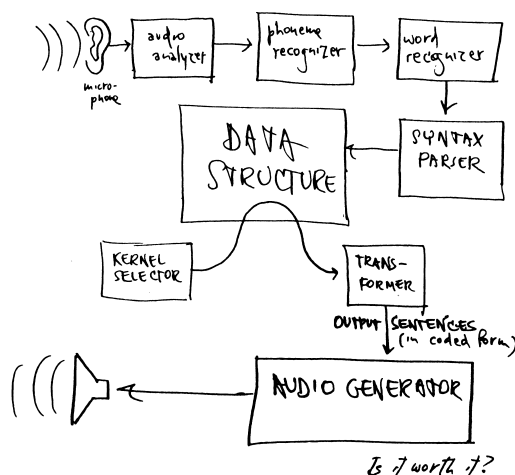 audio
analyzer
phoneme
recognizer
word
recognizer
micro-
phone
SYNTAX
PARSER
DATA
STRUCTURE
KERNEL
SELECTOR
TRANS-
FORMER
OUTPUT SENTENCES
(in coded form)
AUDIO GENERATOR
Is it worth it?